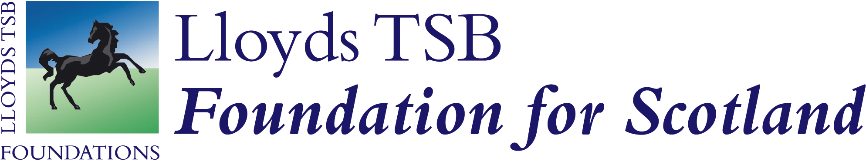 LLOYDS TSB
FOUNDATIONS
Lloyds TSB
Foundation for Scotland